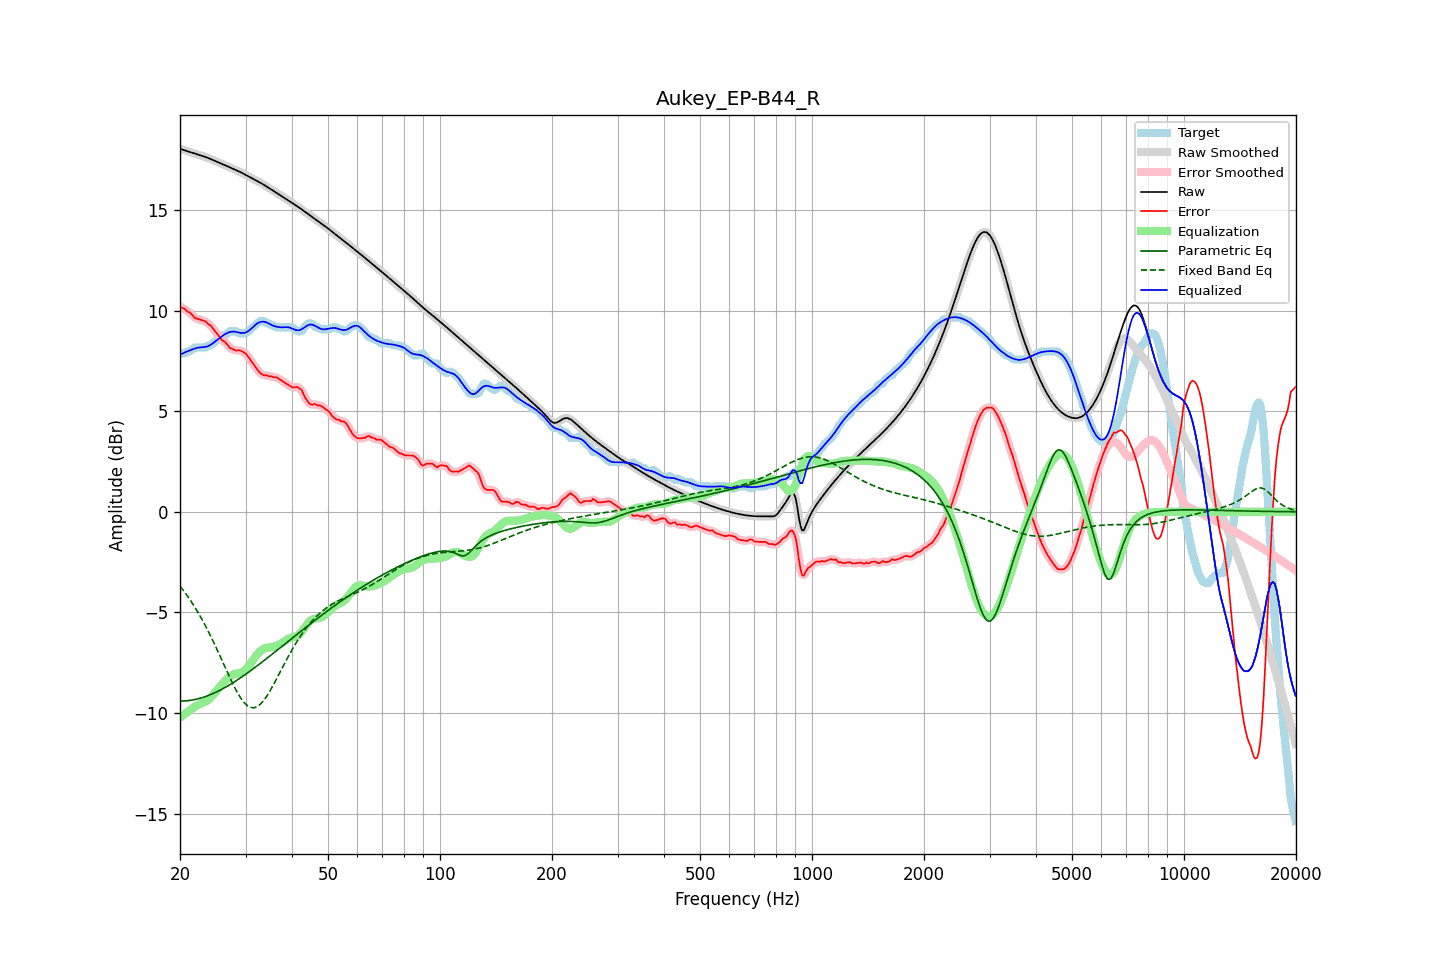 Aukey_EP-B44_R
Target
Raw Smoothed
Error Smoothed
Raw
Error
Equalization
Parametric Eq
Fixed Band Eq
Equalized
Amplitude (dBr)
15
10
5
0
−5
−10
−15
20 50 100 200 500 1000 2000 5000 10000 20000
Frequency (Hz)